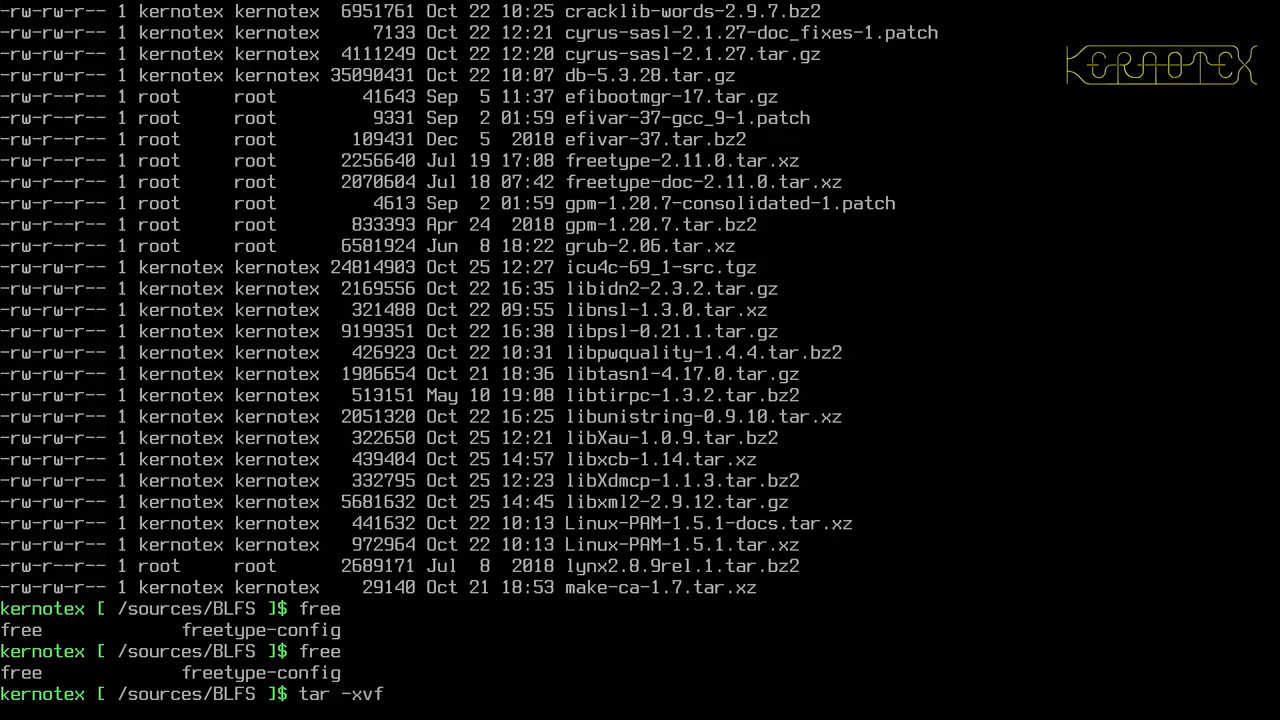 -rw-rw-r-- 1 kernotex kernotex  6951761 Oct 22 10:25 cracklib-words-2.9.7.bz2
-rw-rw-r-- 1 kernotex kernotex     7133 Oct 22 12:21 cyrus-sasl-2.1.27-doc_fixes-1.patch
-rw-rw-r-- 1 kernotex kernotex  4111249 Oct 22 12:20 cyrus-sasl-2.1.27.tar.gz
-rw-rw-r-- 1 kernotex kernotex 35090431 Oct 22 10:07 db-5.3.28.tar.gz
-rw-r--r-- 1 root     root        41643 Sep  5 11:37 efibootmgr-17.tar.gz
-rw-r--r-- 1 root     root         9331 Sep  2 01:59 efivar-37-gcc_9-1.patch
-rw-r--r-- 1 root     root       109431 Dec  5  2018 efivar-37.tar.bz2
-rw-r--r-- 1 root     root      2256640 Jul 19 17:08 freetype-2.11.0.tar.xz
-rw-r--r-- 1 root     root      2070604 Jul 18 07:42 freetype-doc-2.11.0.tar.xz
-rw-r--r-- 1 root     root         4613 Sep  2 01:59 gpm-1.20.7-consolidated-1.patch
-rw-r--r-- 1 root     root       833393 Apr 24  2018 gpm-1.20.7.tar.bz2
-rw-r--r-- 1 root     root      6581924 Jun  8 18:22 grub-2.06.tar.xz
-rw-rw-r-- 1 kernotex kernotex 24814903 Oct 25 12:27 icu4c-69_1-src.tgz
-rw-rw-r-- 1 kernotex kernotex  2169556 Oct 22 16:35 libidn2-2.3.2.tar.gz
-rw-rw-r-- 1 kernotex kernotex   321488 Oct 22 09:55 libnsl-1.3.0.tar.xz
-rw-rw-r-- 1 kernotex kernotex  9199351 Oct 22 16:38 libpsl-0.21.1.tar.gz
-rw-rw-r-- 1 kernotex kernotex   426923 Oct 22 10:31 libpwquality-1.4.4.tar.bz2
-rw-rw-r-- 1 kernotex kernotex  1906654 Oct 21 18:36 libtasn1-4.17.0.tar.gz
-rw-rw-r-- 1 kernotex kernotex   513151 May 10 19:08 libtirpc-1.3.2.tar.bz2
-rw-rw-r-- 1 kernotex kernotex  2051320 Oct 22 16:25 libunistring-0.9.10.tar.xz
-rw-rw-r-- 1 kernotex kernotex   322650 Oct 25 12:21 libXau-1.0.9.tar.bz2
-rw-rw-r-- 1 kernotex kernotex   439404 Oct 25 14:57 libxcb-1.14.tar.xz
-rw-rw-r-- 1 kernotex kernotex   332795 Oct 25 12:23 libXdmcp-1.1.3.tar.bz2
-rw-rw-r-- 1 kernotex kernotex  5681632 Oct 25 14:45 libxml2-2.9.12.tar.gz
-rw-rw-r-- 1 kernotex kernotex   441632 Oct 22 10:13 Linux-PAM-1.5.1-docs.tar.xz
-rw-rw-r-- 1 kernotex kernotex   972964 Oct 22 10:13 Linux-PAM-1.5.1.tar.xz
-rw-r--r-- 1 root     root      2689171 Jul  8  2018 lynx2.8.9rel.1.tar.bz2
-rw-rw-r-- 1 kernotex kernotex    29140 Oct 21 18:53 make-ca-1.7.tar.xz
kernotex [ /sources/BLFS ]$ free
free             freetype-config
kernotex [ /sources/BLFS ]$ free
free             freetype-config
kernotex [ /sources/BLFS ]$ tar -xvf
KERNOTEX